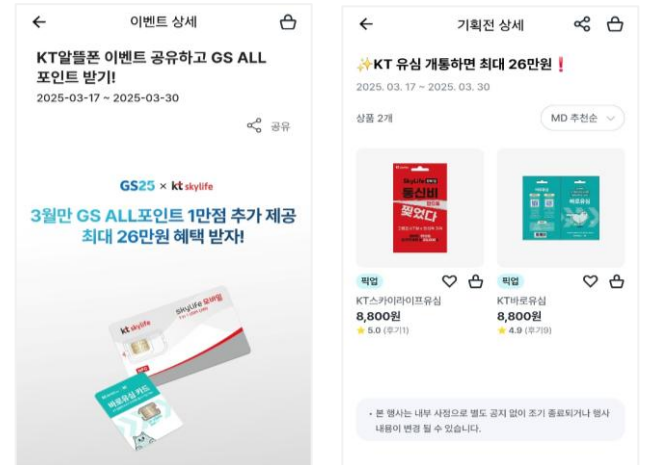 이벤트 상세
KT알뜰폰 이벤트 공유하고 GS ALL
포인트 받기!
2025-03-17 ~ 2025-03-30
공유
GS25 × kt skylife
3월만 GS ALL포인트 1만점 추가 제공
최대 26만원 혜택 받자!
kt skylife
SkyLife 모바일
바로유심 카드
기획전 상세
✨KT 유심 개통하면 최대 26만원❗
2025. 03. 17 ~ 2025. 03. 30
상품 2개
MD 추천순
SkyLife
통신비
찢었다
바로유심
픽업
픽업
KT스카이라이프유심
KT바로유심
8,800원
8,800원
5.0 (후기1)
4.9 (후기9)
• 본 행사는 내부 사정으로 별도 공지 없이 조기 종료되거나 행사
내용이 변경 될 수 있습니다.